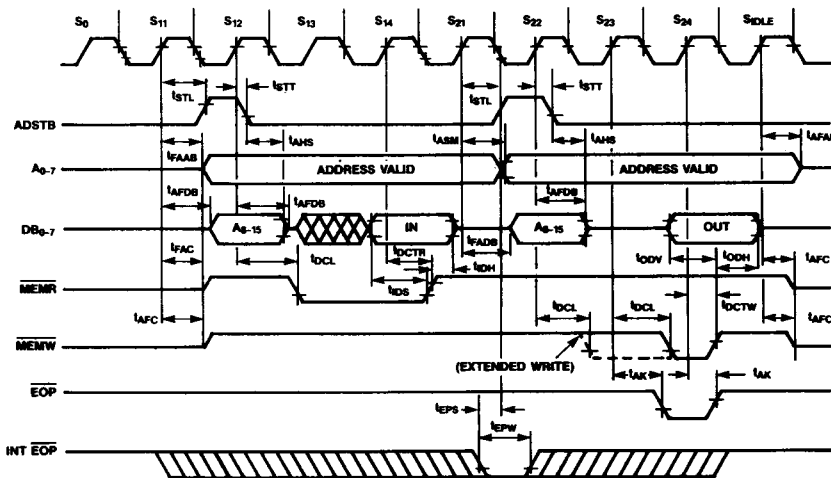 S0 S11 S12 S13 S14 S21 S22 S23 S24 SIDLE
tSTL tSTT tSTL tSTT
ADSTB
tFAAB tAHS tASM tAHS tAFAB
A0-7 ADDRESS VALID ADDRESS VALID
tAFDB tAFDB tAFDB
DB0-7 A8-15 IN A8-15 OUT
tFAC tDCL tDCTR tIDH tFADB tODV tODH tAFC
MEMR tIDS
tAFC tDCL tDCL tDCTW tAFC
MEMW
(EXTENDED WRITE)
tAK tAK
EOP
tEPS tEPW
INT EOP